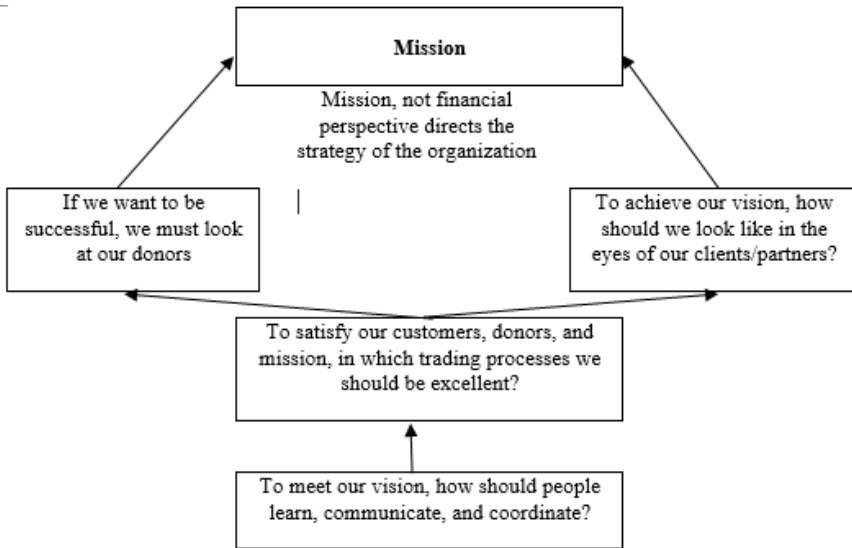 Mission
Mission, not financial
perspective directs the
strategy of the organization
If we want to be
successful, we must look
at our donors
To achieve our vision, how
should we look like in the
eyes of our clients/partners?
To satisfy our customers, donors, and
mission, in which trading processes we
should be excellent?
To meet our vision, how should people
learn, communicate, and coordinate?